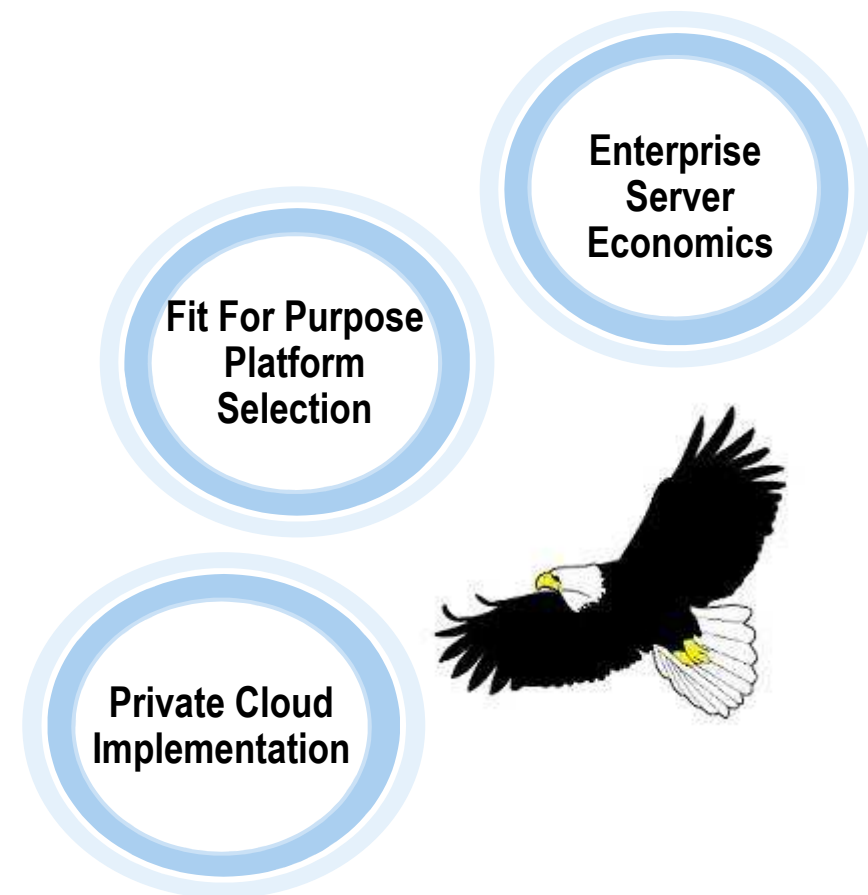 Enterprise
Server
Economics
Fit For Purpose
Platform
Selection
Private Cloud
Implementation